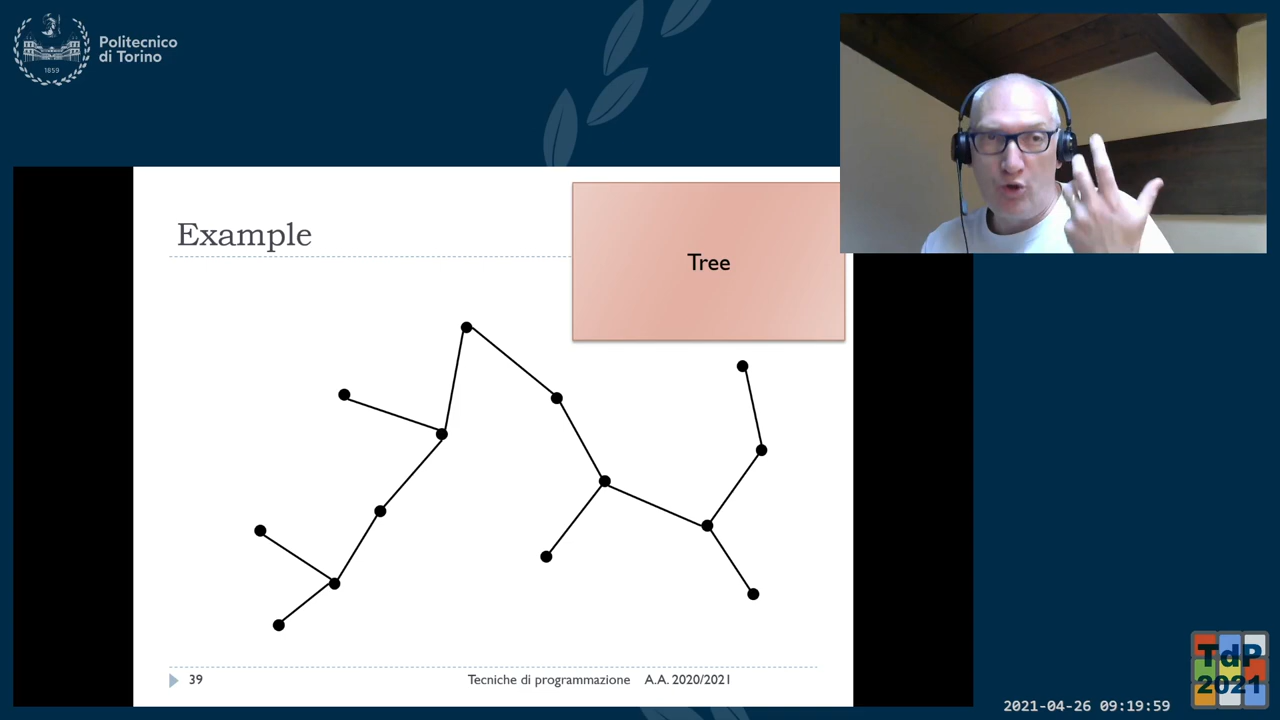 Politecnico
di Torino
1859
Example
Tree
39
Tecniche di programmazione A.A. 2020/2021
TdP
2021
2021-04-26 09:19:59